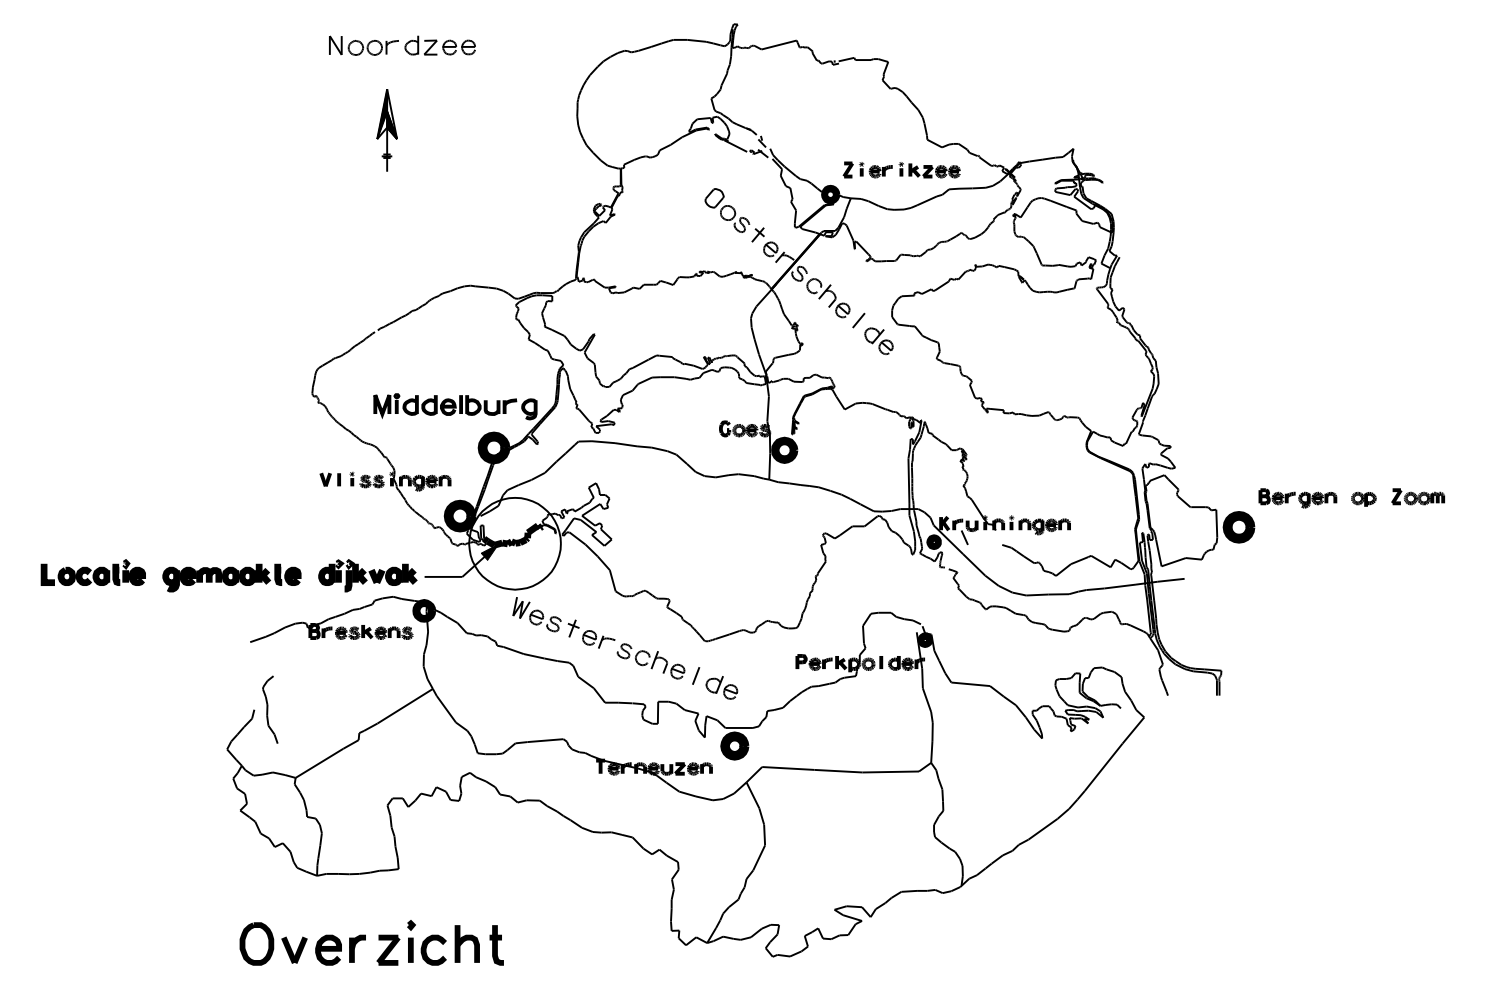 Noordzee
Zierikzee
Oosterschelde
Middelburg
Goes
Vlissingen
Bergen op Zoom
Kruiningen
Locatie gemaakte dijkvak
Westerschelde
Breskens
Perkpolder
Terneuzen
Overzicht